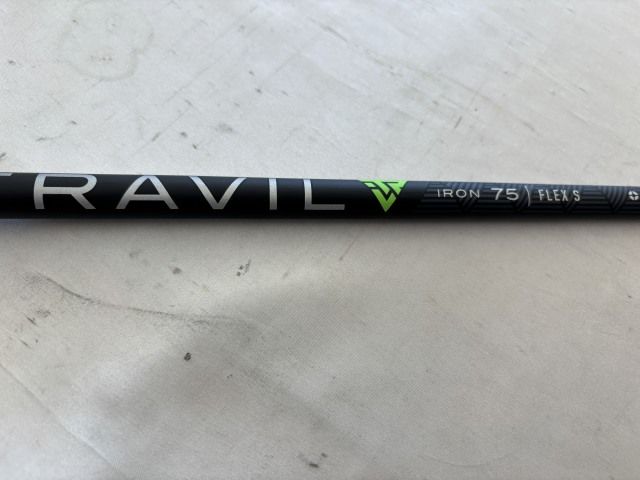 TRAVIL IRON 75 | FLEX S